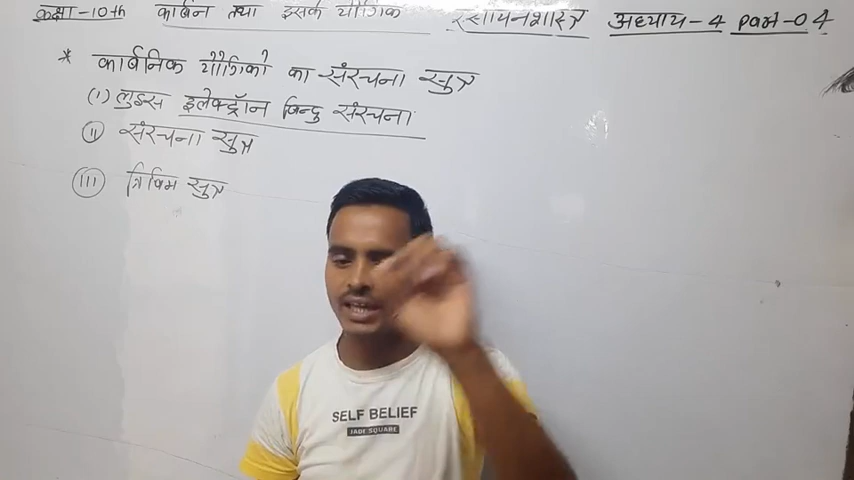 कक्षा-10th कार्बन तथा इसके यौगिक रसायनशास्त्र अध्याय-4 Part-04
* कार्बनिक यौगिको का संरचना सुत्र
(i) लुइस इलेक्ट्रॉन बिन्दु संरचना
(ii) संरचना सुत्र
(III) त्रिविम सुत्र
SELF BELIEF
JADE SQUARE